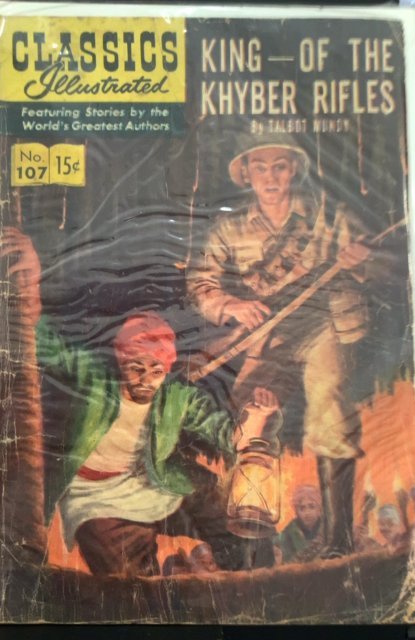 CLASSICS
Illustrated
Featuring Stories by the
World's Greatest Authors
No. 107
15¢
KING—OF THE
KHYBER RIFLES
By TALBOT MUNDY